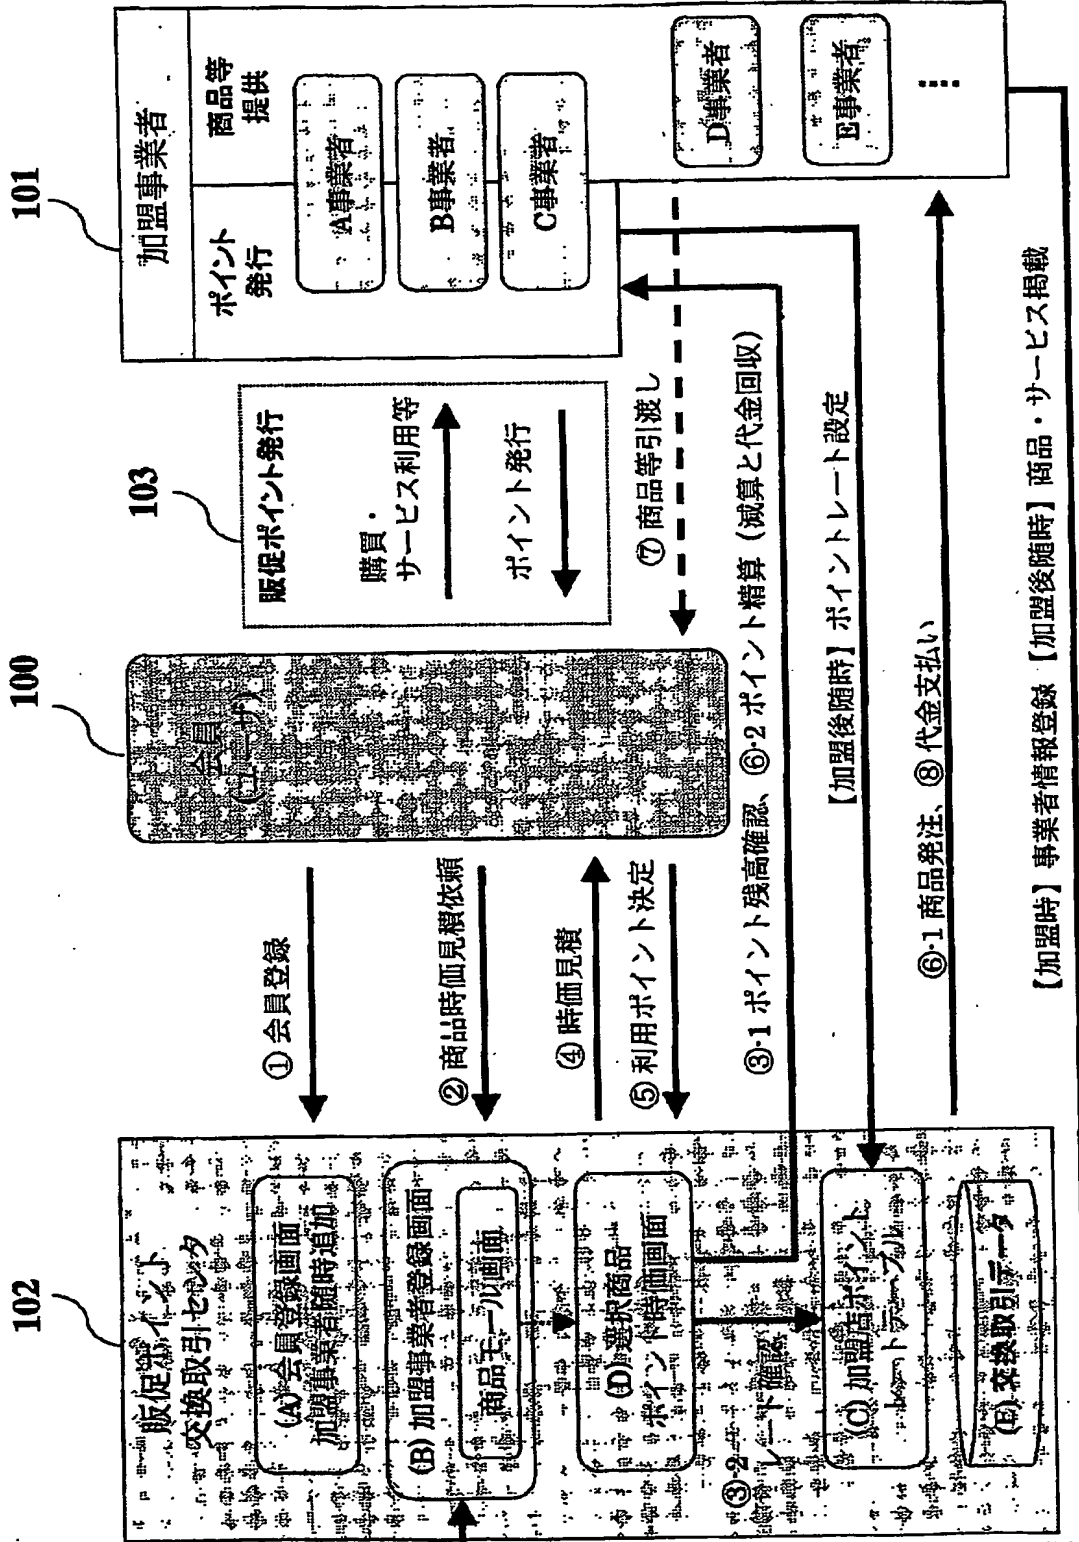 102
販促ポイント
交換取引センタ
(A)会員登録画面
加盟事業者随時追加
(B)加盟事業者登録画面
商品モール画面
(D)選択商品
ポイント時価画面
③-2
レート確認
(C)加盟店ポイント
レートテーブル
(E)交換取引データ
①会員登録
②商品時価見積依頼
④時価見積
⑤利用ポイント決定
100
会員
(ユーザ)
103
販促ポイント発行
購買・
サービス利用等
ポイント発行
⑦商品等引渡し
③-1ポイント残高確認、⑥-2ポイント精算(減算と代金回収)
【加盟後随時】ポイントレート設定
⑥-1商品発注、⑧代金支払い
【加盟時】事業者情報登録【加盟後随時】商品・サービス掲載
101
加盟事業者
ポイント
発行
商品等
提供
A事業者
B事業者
C事業者
D事業者
E事業者
····